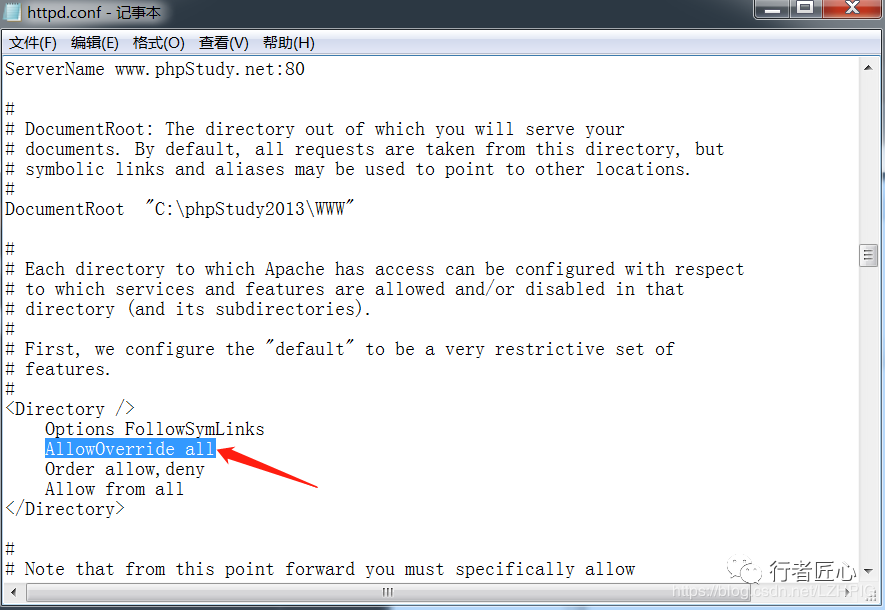 httpd.conf - 记事本
文件(F) 编辑(E) 格式(O) 查看(V) 帮助(H)
ServerName www.phpStudy.net:80
#
# DocumentRoot: The directory out of which you will serve your
# documents. By default, all requests are taken from this directory, but
# symbolic links and aliases may be used to point to other locations.
#
DocumentRoot "C:\phpStudy2013\WWW"
#
# Each directory to which Apache has access can be configured with respect
# to which services and features are allowed and/or disabled in that
# directory (and its subdirectories).
#
# First, we configure the "default" to be a very restrictive set of
# features.
#
<Directory />
Options FollowSymLinks
AllowOverride all
Order allow,deny
Allow from all
</Directory>
#
# Note that from this point forward you must specifically allow
行者匠心
https://blog.csdn.net/LZHPIG